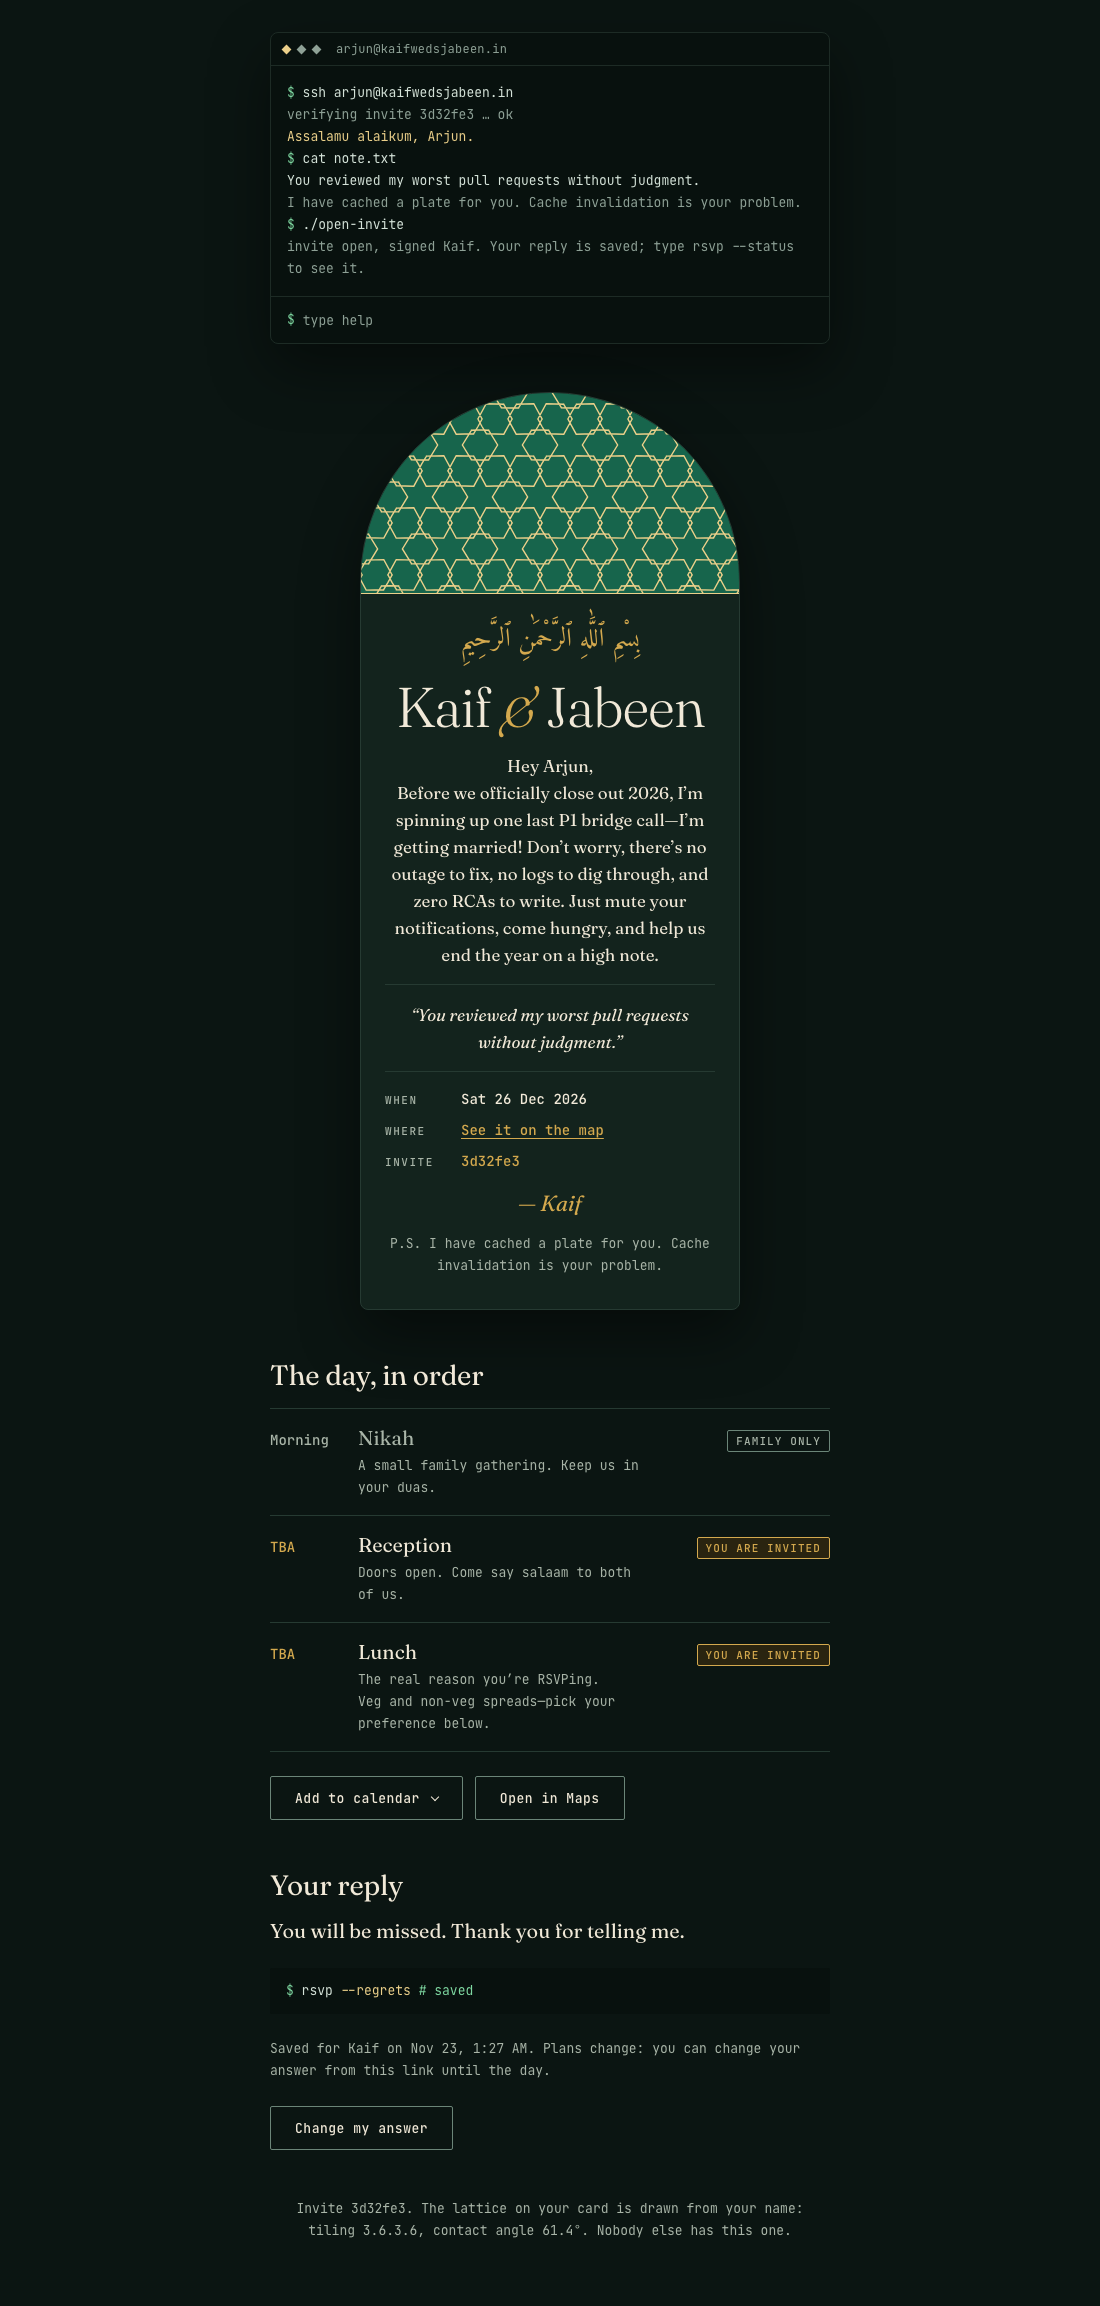 arjun@kaifwedsjabeen.in
$ ssh arjun@kaifwedsjabeen.in
verifying invite 3d32fe3 … ok
Assalamu alaikum, Arjun.
$ cat note.txt
You reviewed my worst pull requests without judgment.
I have cached a plate for you. Cache invalidation is your problem.
$ ./open-invite
invite open, signed Kaif. Your reply is saved; type rsvp --status
to see it.
$ type help
بِسْمِ ٱللَّٰهِ ٱلرَّحْمَٰنِ ٱلرَّحِيمِ
Kaif & Jabeen
Hey Arjun,
Before we officially close out 2026, I’m
spinning up one last P1 bridge call—I’m
getting married! Don’t worry, there’s no
outage to fix, no logs to dig through, and
zero RCAs to write. Just mute your
notifications, come hungry, and help us
end the year on a high note.
“You reviewed my worst pull requests
without judgment.”
WHEN Sat 26 Dec 2026
WHERE See it on the map
INVITE 3d32fe3
— Kaif
P.S. I have cached a plate for you. Cache
invalidation is your problem.
The day, in order
Morning Nikah FAMILY ONLY
A small family gathering. Keep us in
your duas.
TBA Reception YOU ARE INVITED
Doors open. Come say salaam to both
of us.
TBA Lunch YOU ARE INVITED
The real reason you’re RSVPing.
Veg and non-veg spreads—pick your
preference below.
Add to calendar Open in Maps
Your reply
You will be missed. Thank you for telling me.
$ rsvp --regrets # saved
Saved for Kaif on Nov 23, 1:27 AM. Plans change: you can change your
answer from this link until the day.
Change my answer
Invite 3d32fe3. The lattice on your card is drawn from your name:
tiling 3.6.3.6, contact angle 61.4°. Nobody else has this one.